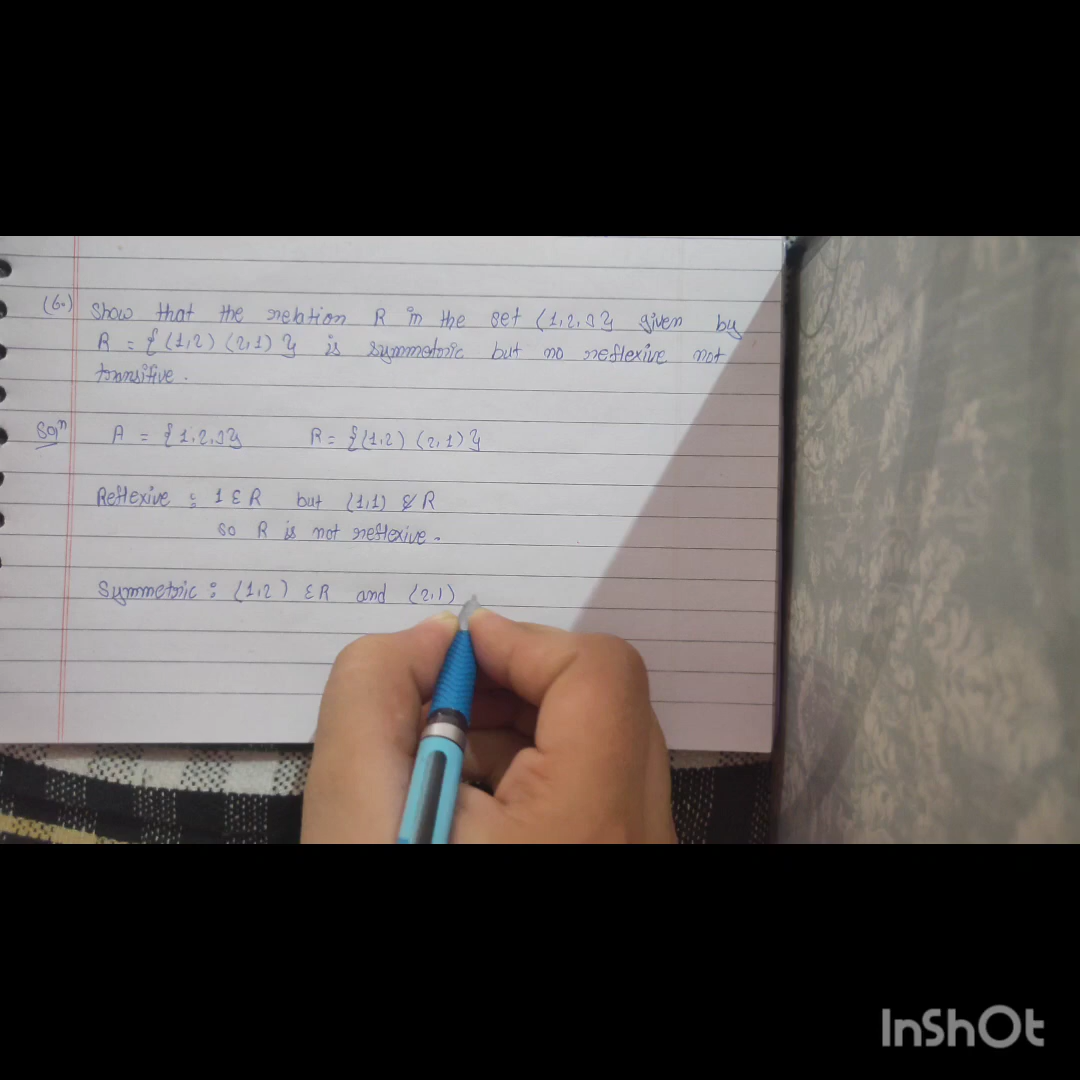 (6.) Show that the relation R in the set (1,2,3} given by
R = {(1,2) (2,1)} is symmetric but no reflexive not
transitive.
Solⁿ A = {1,2,3} R = {(1,2) (2,1)}
Reflexive : 1 ∈ R but (1,1) ∉ R
so R is not reflexive.
Symmetric : (1,2) ∈R and (2,1)
InShOt